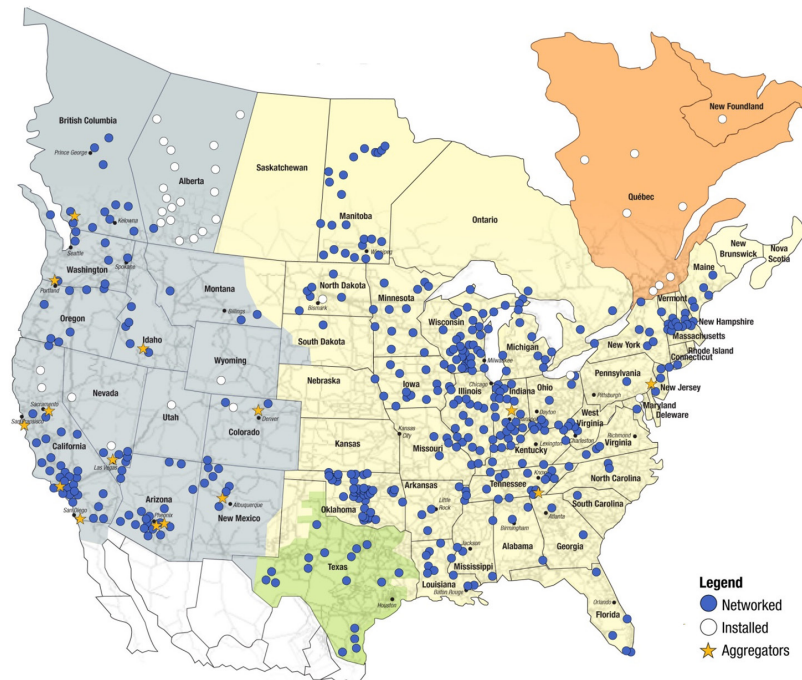 New Foundland
British Columbia
Prince George
Alberta
Saskatchewan
Manitoba
Ontario
Québec
New
Brunswick
Nova
Scotia
Kelowna
Winnipeg
Seattle
Washington
Spokane
Maine
Montana
North Dakota
Minnesota
Portland
Billings
Bismarck
Vermont
Oregon
Idaho
Wisconsin
Michigan
New Hampshire
South Dakota
Massachusetts
Wyoming
Milwaukee
New York
Rhode Island
Connecticut
Nebraska
Iowa
Chicago
Pennsylvania
Nevada
Illinois
Indiana
Ohio
New Jersey
Sacramento
Utah
Pittsburgh
San Francisco
Denver
Dayton
Maryland
Delaware
Colorado
West
Virginia
California
Kansas
Kansas
City
Missouri
Lexington
Charleston
Richmond
Virginia
Las Vegas
Kentucky
Tennessee
North Carolina
Arizona
Albuquerque
Oklahoma
Arkansas
Little
Rock
South Carolina
San Diego
Phoenix
New Mexico
Atlanta
Birmingham
Alabama
Georgia
Texas
Jackson
Mississippi
Louisiana
Baton Rouge
Houston
Orlando
Florida
Legend
Networked
Installed
Aggregators